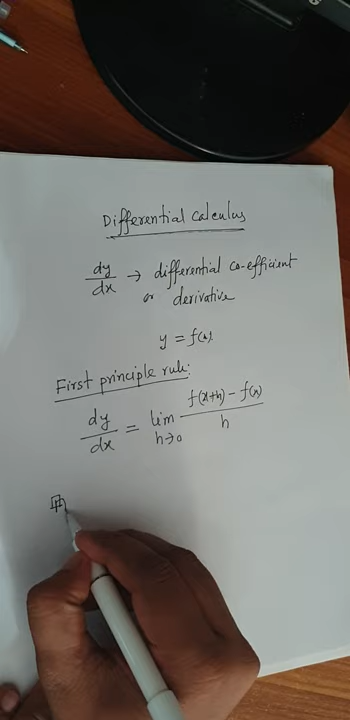 Differential Calculus
dy/dx → differential co-efficient
or derivative
y = f(x).
First principle rule:
dy/dx = lim h→0 f(x+h) - f(x) / h